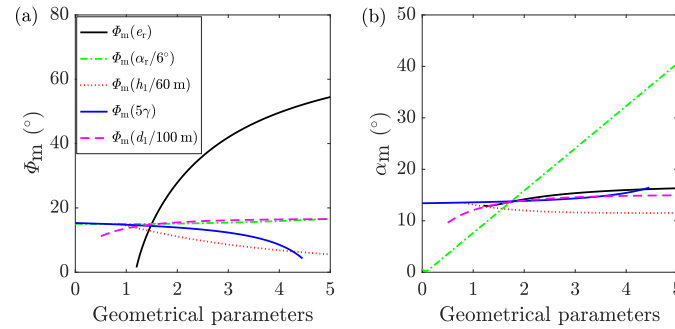 (a)
80
60
40
20
0
Φm (°)
Φm(er)
Φm(αr/6°)
Φm(h1/60 m)
Φm(5γ)
Φm(d1/100 m)
0 1 2 3 4 5
Geometrical parameters
(b)
50
40
30
20
10
0
αm (°)
0 1 2 3 4 5
Geometrical parameters